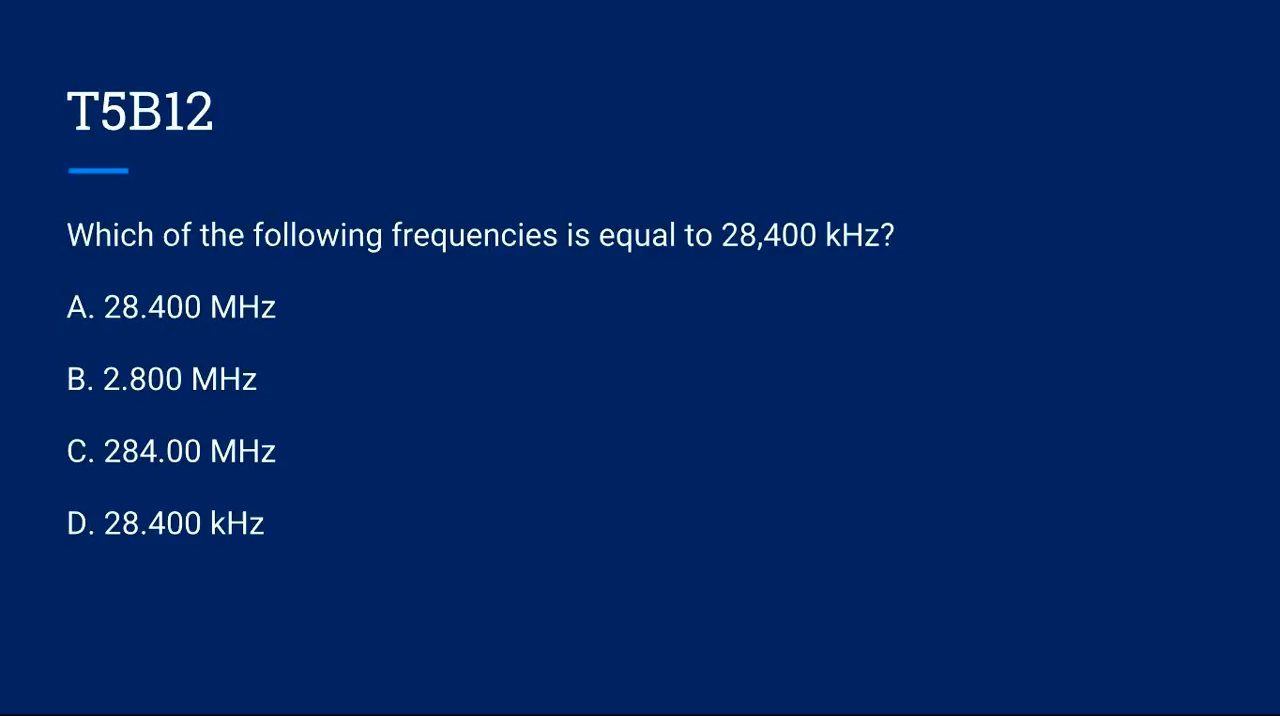 T5B12
Which of the following frequencies is equal to 28,400 kHz?
A. 28.400 MHz
B. 2.800 MHz
C. 284.00 MHz
D. 28.400 kHz